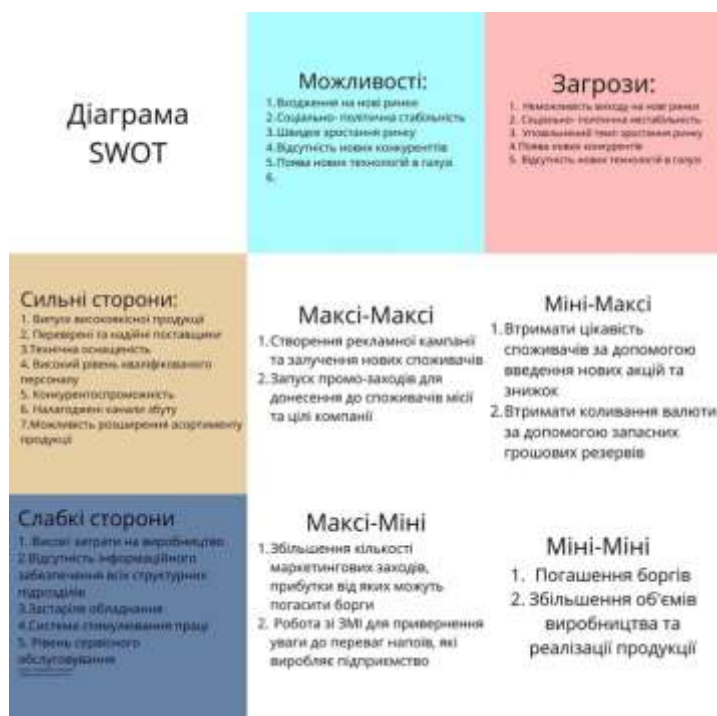 Діаграма
SWOT
Можливості:
1. Входження на нові ринки
2. Соціально- політична стабільність
3. Швидке зростання ринку
4. Відсутність нових конкурентів
5. Поява нових технологій в галузі
6.
Загрози:
1. Неможливість виходу на нові ринки
2. Соціально- політична нестабільність
3. Уповільнений темп зростання ринку
4. Поява нових конкурентів
5. Відсутність нових технологій в галузі
Сильні сторони:
1. Випуск високоякісної продукції
2. Перевірені та надійні поставщики
3. Технічна оснащеність
4. Високий рівень кваліфікованого
персоналу
5. Конкурентоспроможність
6. Налагоджені канали збуту
7. Можливість розширення асортименту
продукції
Максі-Максі
1. Створення рекламної кампанії
та залучення нових споживачів
2. Запуск промо-заходів для
донесення до споживачів місії
та цілі компанії
Міні-Максі
1. Втримати цікавість
споживачів за допомогою
введення нових акцій та
знижок
2. Втримати коливання валюти
за допомогою запасних
грошових резервів
Слабкі сторони
1. Високі затрати на виробництво
2. Відсутність інформаційного
забезпечення всіх структурних
підрозділів
3. Застаріле обладнання
4. Система стимулювання праці
5. Рівень сервісного
обслуговування
Максі-Міні
1. Збільшення кількості
маркетингових заходів,
прибутки від яких можуть
погасити борги
2. Робота зі ЗМІ для привернення
уваги до переваг напоїв, які
виробляє підприємство
Міні-Міні
1. Погашення боргів
2. Збільшення об'ємів
виробництва та
реалізації продукції